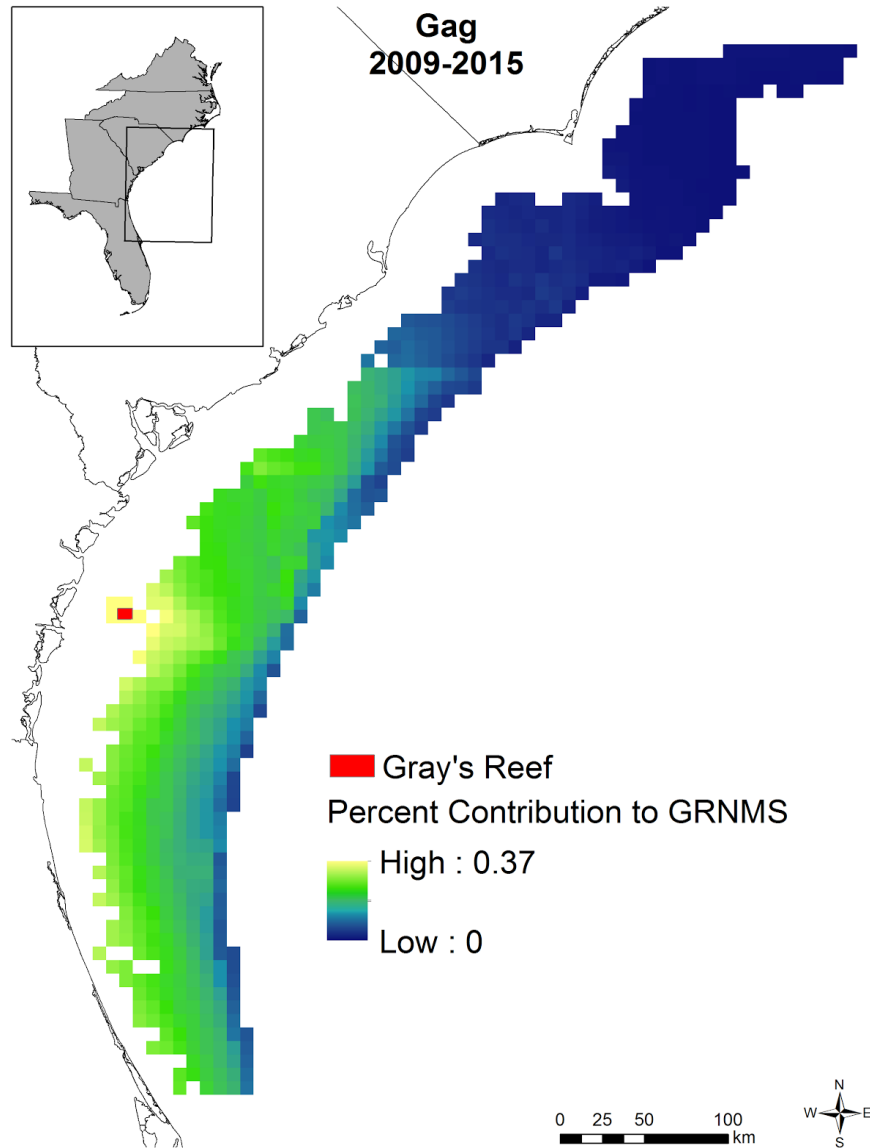 Gag
2009-2015
Gray's Reef
Percent Contribution to GRNMS
High : 0.37
Low : 0
0 25 50 100
km
N
W E
S